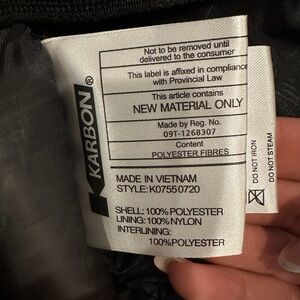 Not to be removed until
delivered to the consumer
This label is affixed in compliance
with Provincial Law
This article contains
NEW MATERIAL ONLY
Made by Reg. No.
09T-1268307
Content
POLYESTER FIBRES
KARBON®
MADE IN VIETNAM
STYLE: K07550720
SHELL: 100% POLYESTER
LINING: 100% NYLON
INTERLINING:
100% POLYESTER
DO NOT IRON
DO NOT STEAM